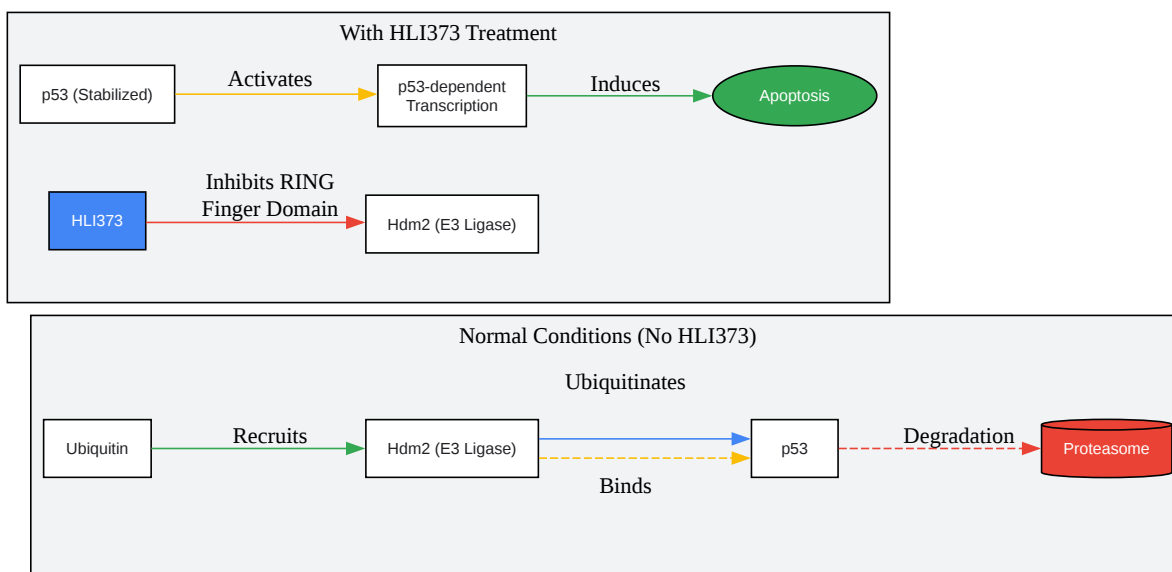 With HLI373 Treatment
p53 (Stabilized)
Activates
p53-dependent
Transcription
Induces
Apoptosis
HLI373
Inhibits RING
Finger Domain
Hdm2 (E3 Ligase)
Normal Conditions (No HLI373)
Ubiquitinates
Ubiquitin
Recruits
Hdm2 (E3 Ligase)
p53
Degradation
Proteasome
Binds